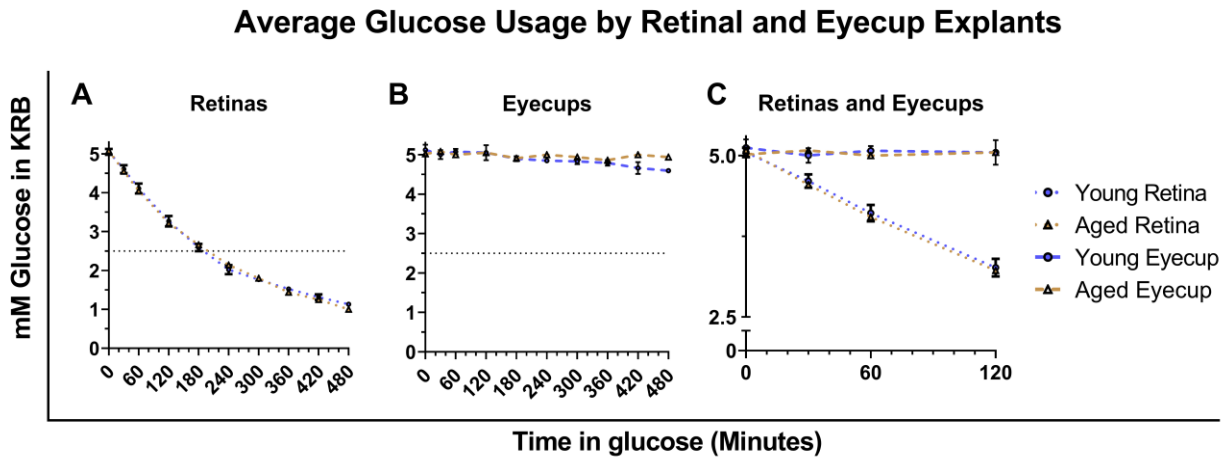 Average Glucose Usage by Retinal and Eyecup Explants
mM Glucose in KRB
A Retinas
5
4
3
2
1
0
0 60 120 180 240 300 360 420 480
B Eyecups
5
4
3
2
1
0
0 60 120 180 240 300 360 420 480
C Retinas and Eyecups
5.0
2.5
0
0 60 120
Young Retina
Aged Retina
Young Eyecup
Aged Eyecup
Time in glucose (Minutes)